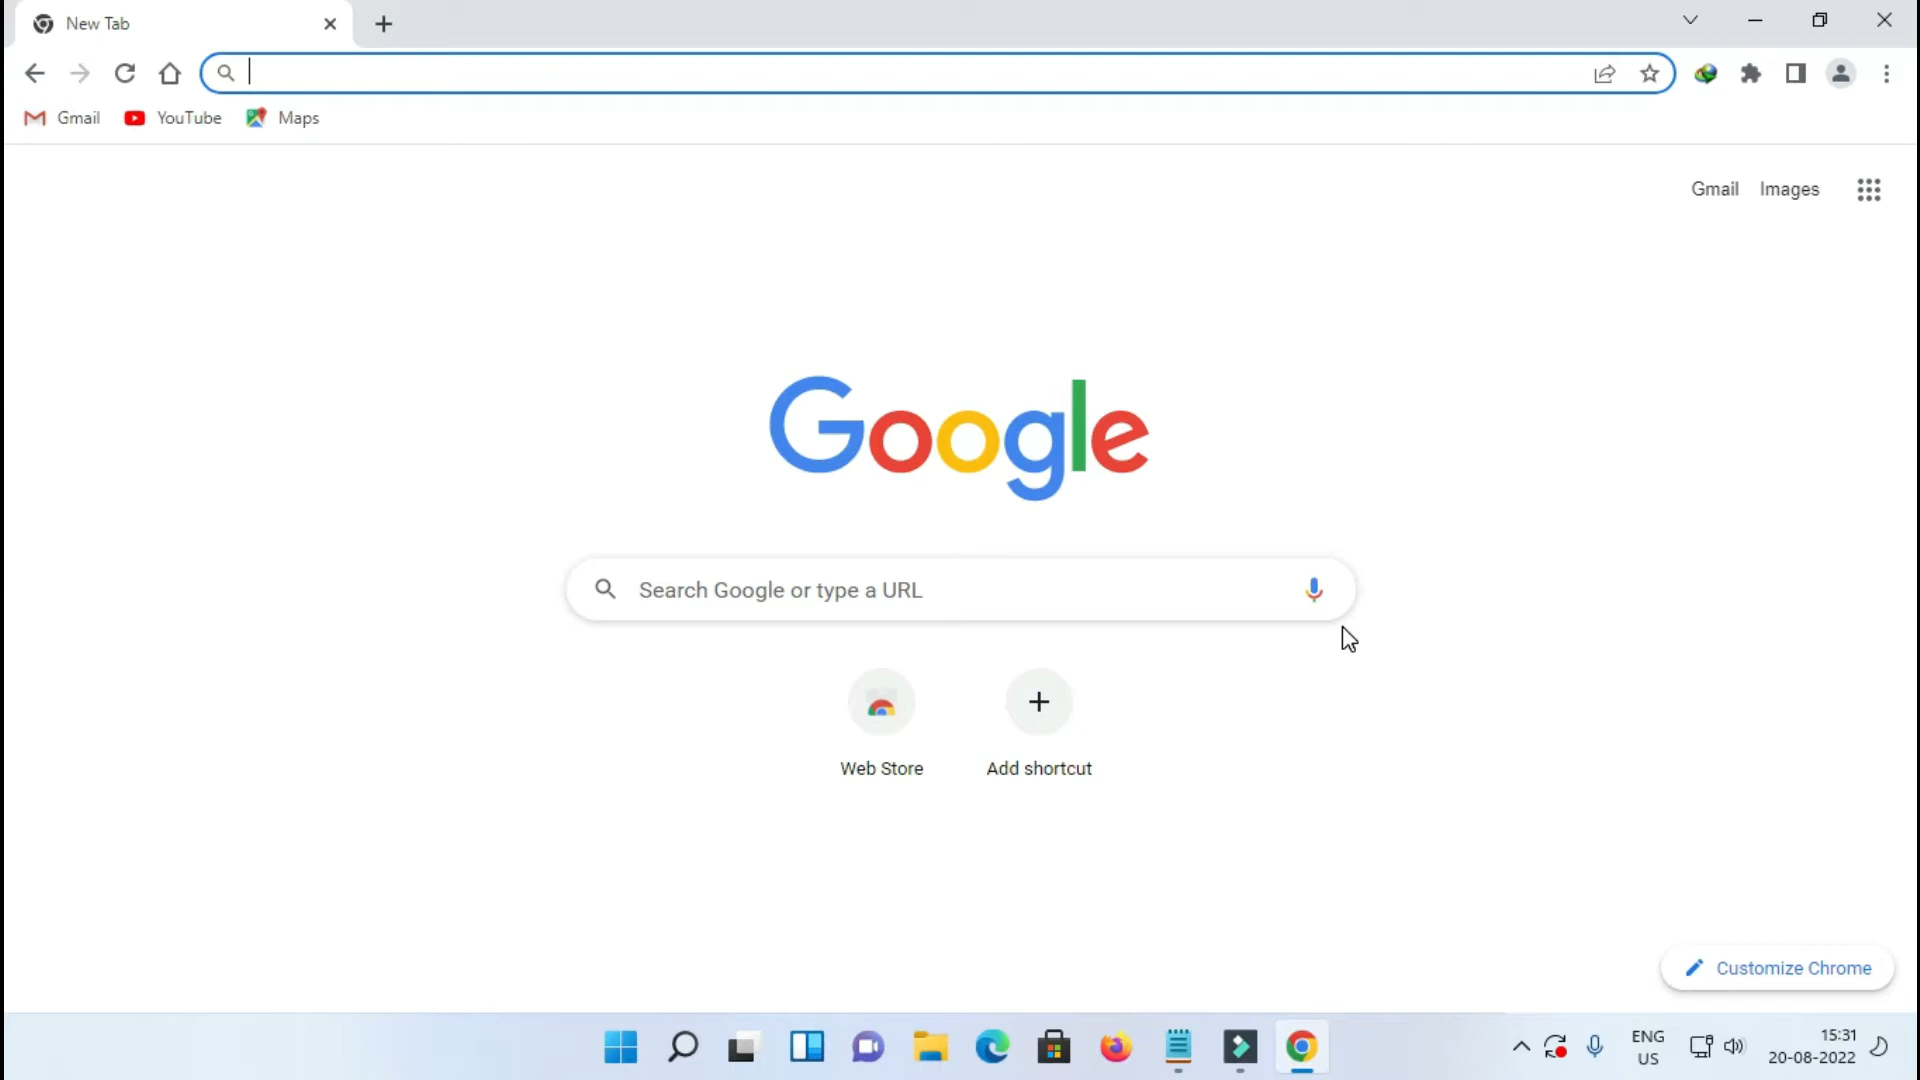 New Tab
Gmail YouTube Maps
Gmail Images
Google
Search Google or type a URL
Web Store Add shortcut
Customize Chrome
ENG 15:31
US 20-08-2022